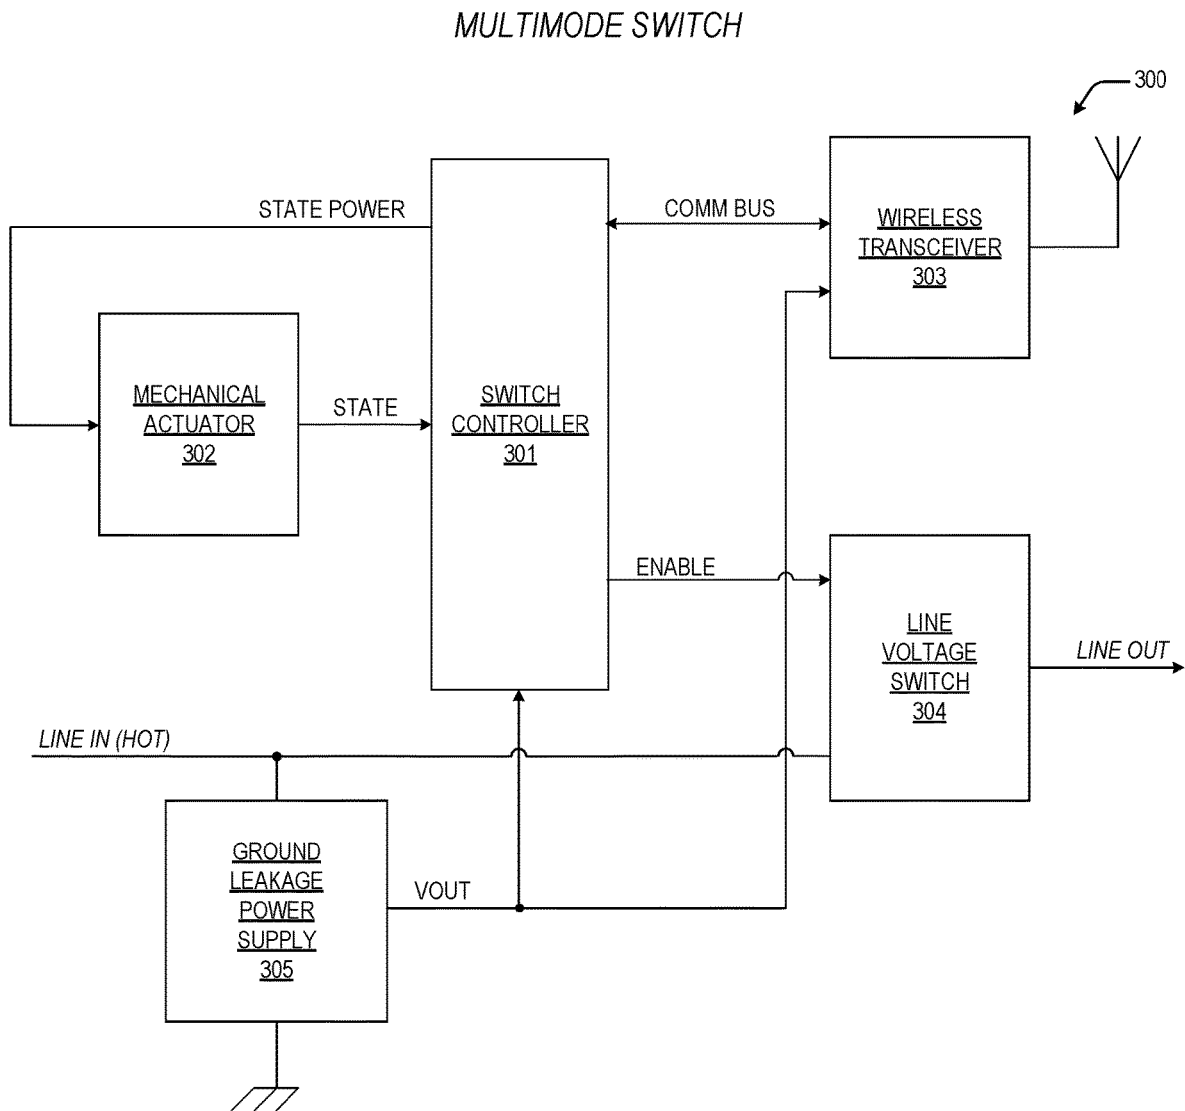 MULTIMODE SWITCH
300
STATE POWER
COMM BUS
WIRELESS
TRANSCEIVER
303
MECHANICAL
ACTUATOR
302
STATE
SWITCH
CONTROLLER
301
ENABLE
LINE
VOLTAGE
SWITCH
304
LINE OUT
LINE IN (HOT)
GROUND
LEAKAGE
POWER
SUPPLY
305
VOUT